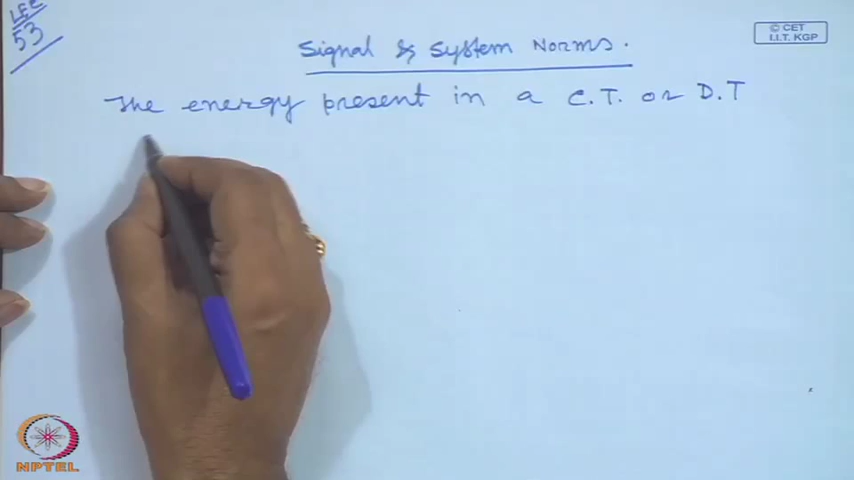 LEC
53
Signal & System Norms.
© CET
I.I.T. KGP
The energy present in a C.T. or D.T
NPTEL